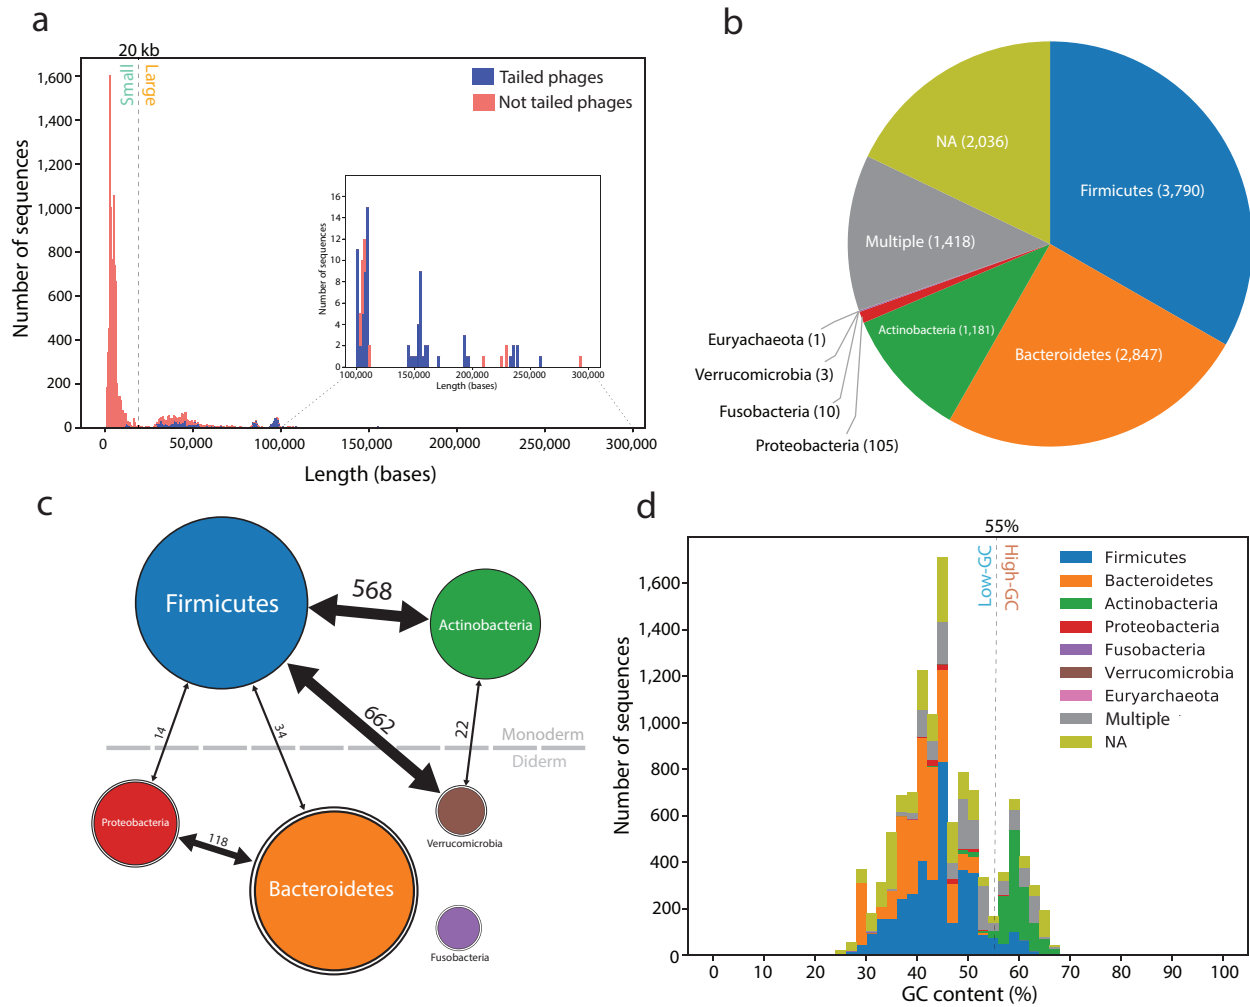 a
20 kb
Small
Large
Tailed phages
Not tailed phages
Number of sequences
1,600
1,400
1,200
1,000
800
600
400
200
0
0
50,000
100,000
150,000
200,000
250,000
300,000
Length (bases)
Number of sequences
16
14
12
10
8
6
4
2
0
100,000
150,000
200,000
250,000
300,000
Length (bases)
b
NA (2,036)
Firmicutes (3,790)
Multiple (1,418)
Actinobacteria (1,181)
Bacteroidetes (2,847)
Euryachaeota (1)
Verrucomicrobia (3)
Fusobacteria (10)
Proteobacteria (105)
c
Firmicutes
568
Actinobacteria
662
22
14
34
Monoderm
Diderm
Proteobacteria
118
Bacteroidetes
Verrucomicrobia
Fusobacteria
d
55%
Low-GC
High-GC
Firmicutes
Bacteroidetes
Actinobacteria
Proteobacteria
Fusobacteria
Verrucomicrobia
Euryarchaeota
Multiple
NA
Number of sequences
1,600
1,400
1,200
1,000
800
600
400
200
0
0
10
20
30
40
50
60
70
80
90
100
GC content (%)